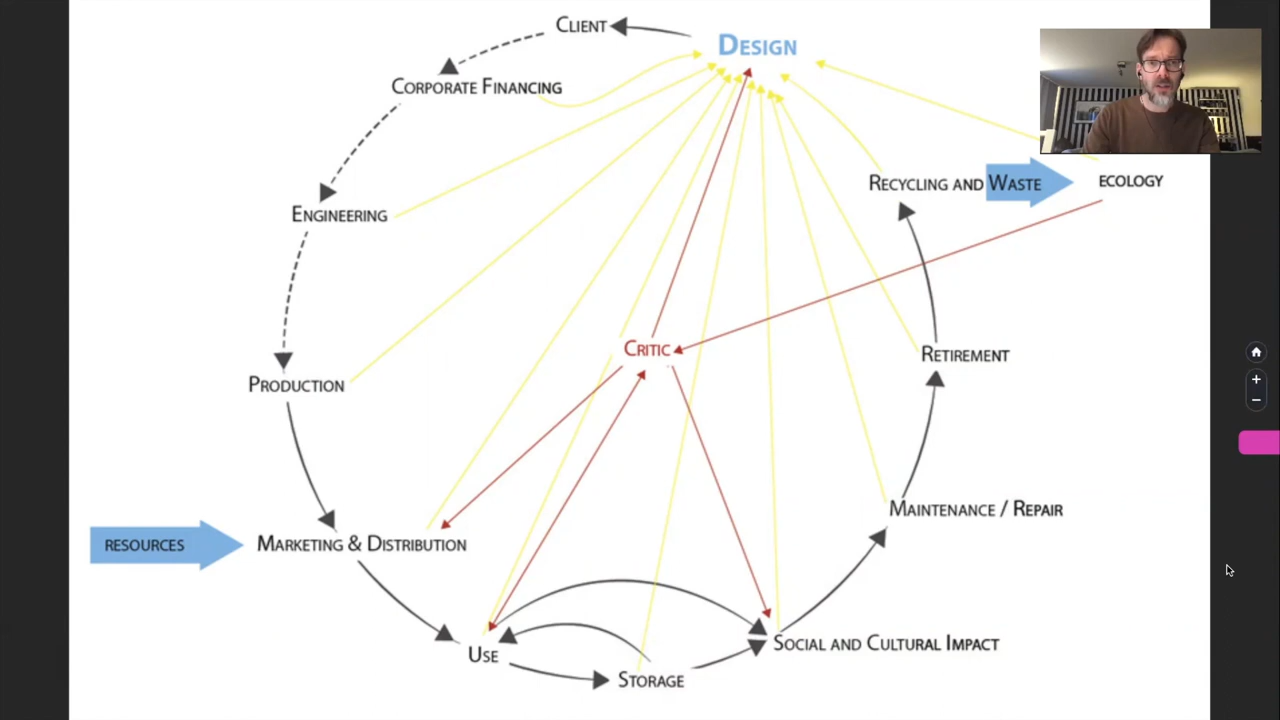 CLIENT
DESIGN
CORPORATE FINANCING
RECYCLING AND WASTE
ECOLOGY
ENGINEERING
CRITIC
RETIREMENT
PRODUCTION
MAINTENANCE / REPAIR
RESOURCES
MARKETING & DISTRIBUTION
USE
SOCIAL AND CULTURAL IMPACT
STORAGE